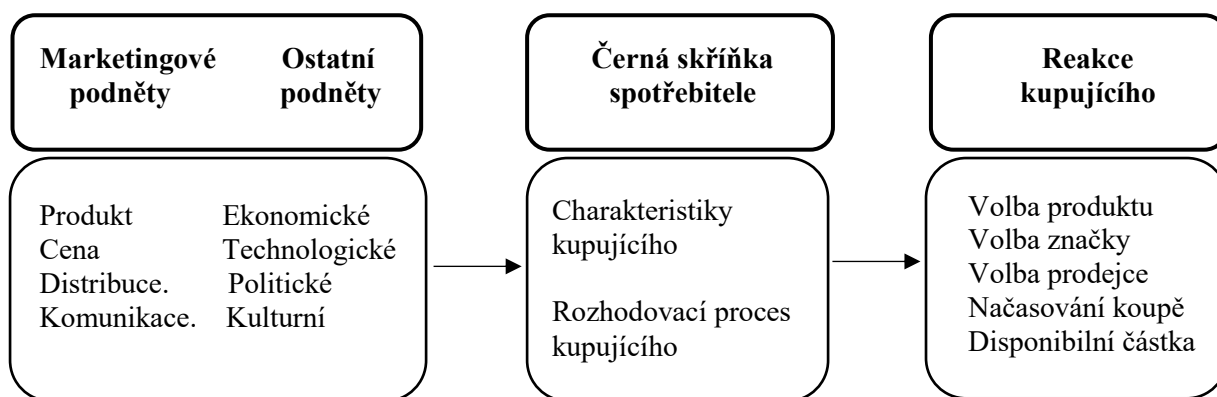 Marketingové Ostatní
podněty podněty
Produkt Ekonomické
Cena Technologické
Distribuce. Politické
Komunikace. Kulturní
Černá skříňka
spotřebitele
Charakteristiky
kupujícího
Rozhodovací proces
kupujícího
Reakce
kupujícího
Volba produktu
Volba značky
Volba prodejce
Načasování koupě
Disponibilní částka